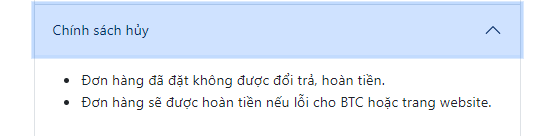 Chính sách hủy
• Đơn hàng đã đặt không được đổi trả, hoàn tiền.
• Đơn hàng sẽ được hoàn tiền nếu lỗi cho BTC hoặc trang website.